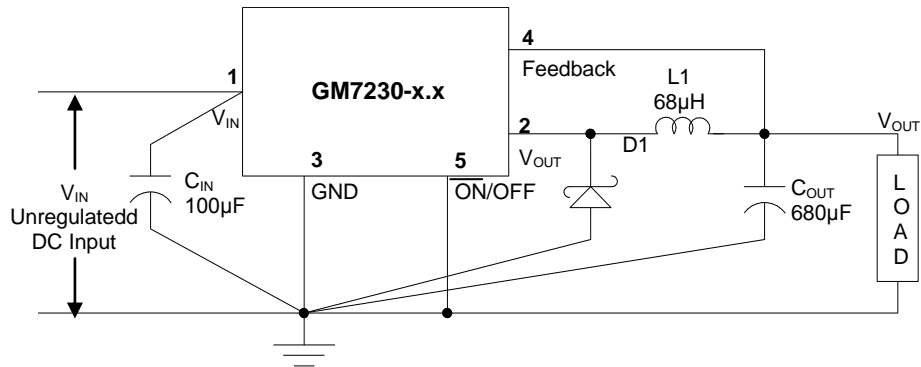 4
Feedback
L1
68µH
1
GM7230-x.x
VIN
2
VOUT
D1
VOUT
3
GND
5
ON/OFF
CIN
100µF
VIN
Unregulatedd
DC Input
COUT
680µF
LOAD